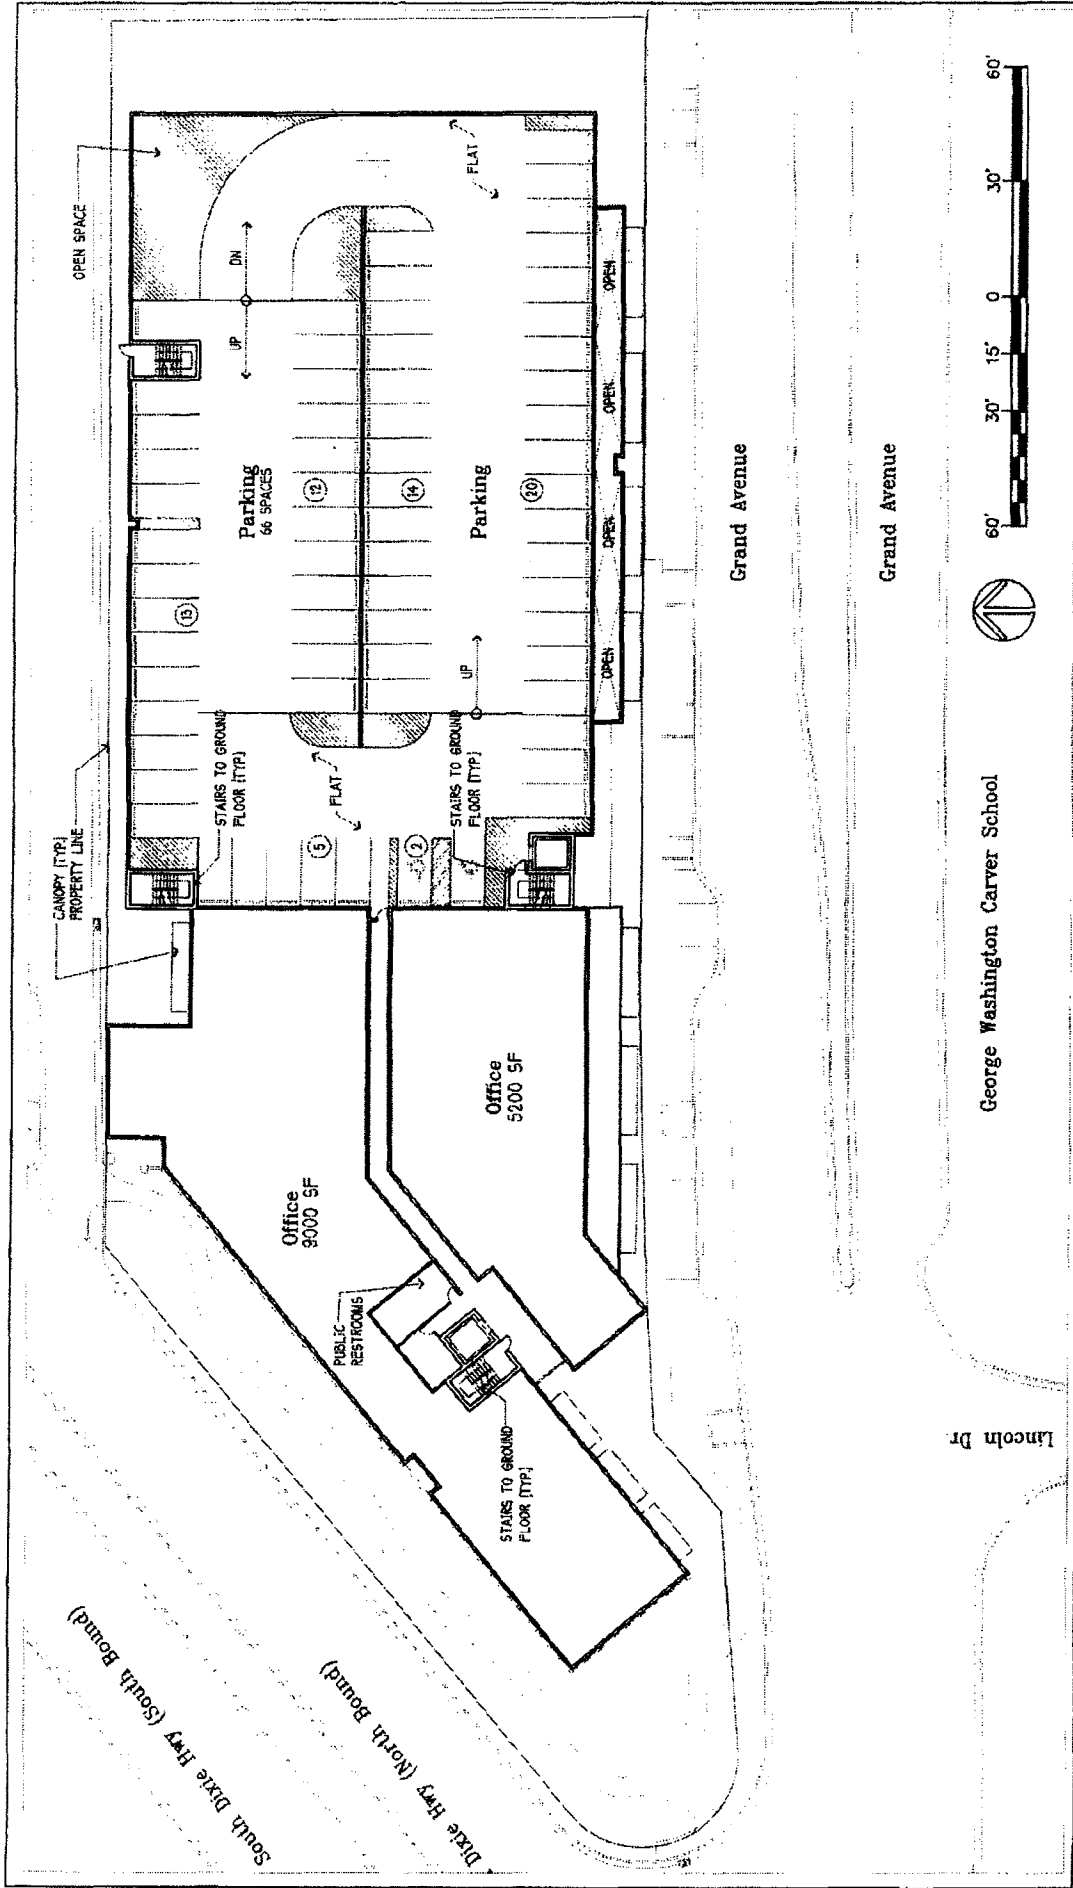 OPEN SPACE
CANOPY [TYP.]
PROPERTY LINE
UP
DN
FLAT
Parking
66 SPACES
13
12
14
Parking
20
UP
OPEN
OPEN
OPEN
OPEN
STAIRS TO GROUND
FLOOR [TYP.]
FLAT
5
2
STAIRS TO GROUND
FLOOR [TYP.]
Office
9000 SF
Office
5200 SF
PUBLIC
RESTROOMS
STAIRS TO GROUND
FLOOR [TYP.]
South Dixie Hwy (South Bound)
Dixie Hwy (North Bound)
Grand Avenue
Grand Avenue
George Washington Carver School
Lincoln Dr
60'
30'
15'
0
30'
60'